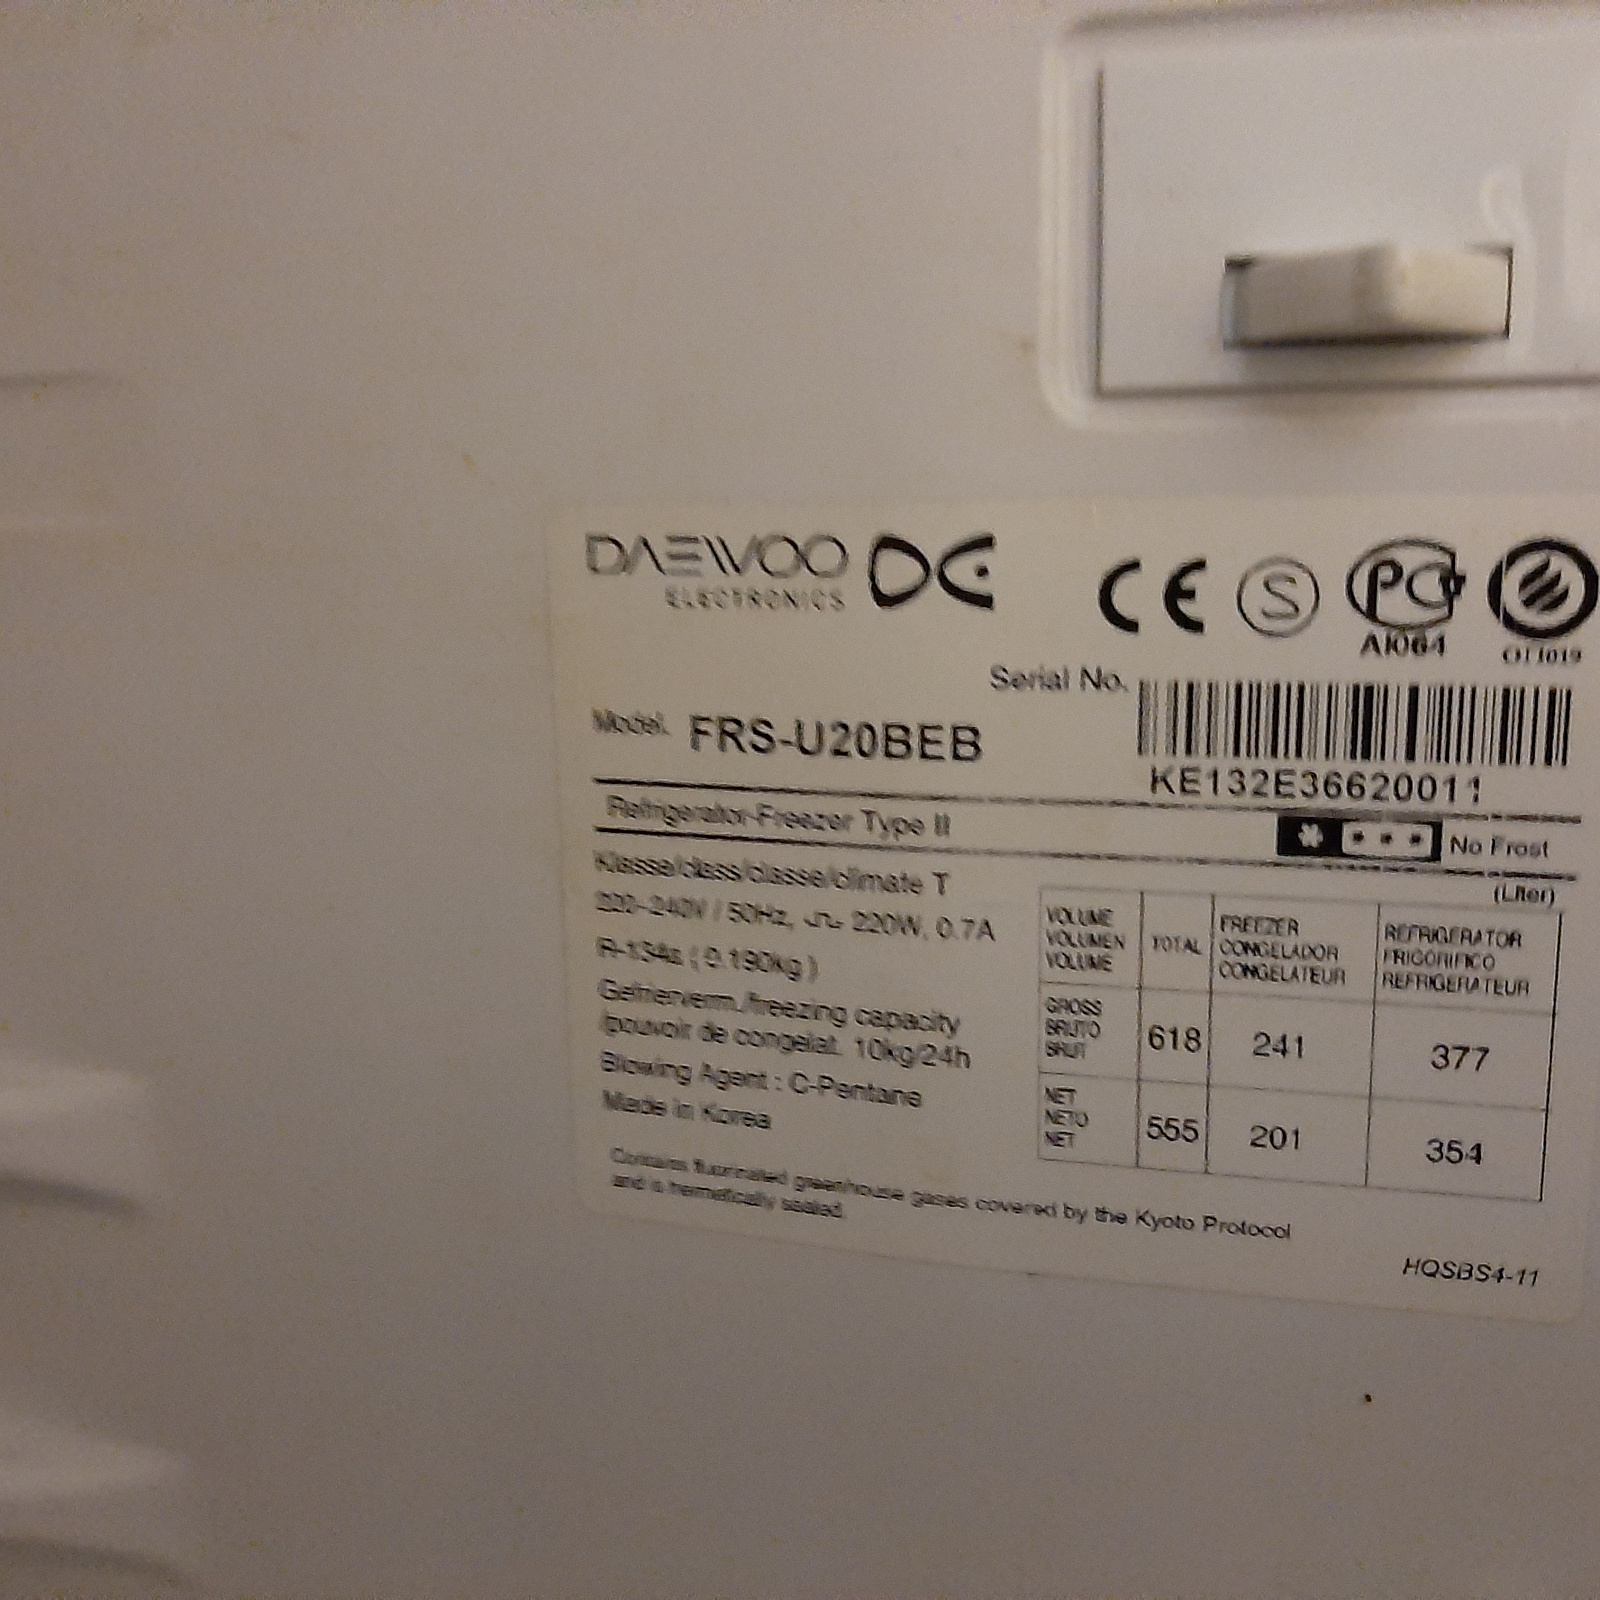 DAEWOO
ELECTRONICS
CE S PC
AЮ64
Serial No.
Model. FRS-U20BEB
KE132E36620011
Refrigerator-Freezer Type II
No Frost
Klasse/class/classe/climate T
(Liter)
220-240V / 50Hz, 220W, 0.7A
R-134a ( 0.190kg )
Gefrierverm./freezing capacity
/pouvoir de congelat. 10kg/24h
Blowing Agent : C-Pentane
Made in Korea
VOLUME
VOLUMEN
VOLUME
TOTAL
FREEZER
CONGELADOR
CONGELATEUR
REFRIGERATOR
FRIGORIFICO
REFRIGERATEUR
GROSS
BRUTO
BRUT
618
241
377
NET
NETO
NET
555
201
354
Contains fluorinated greenhouse gases covered by the Kyoto Protocol
and is hermetically sealed.
HQSBS4-11